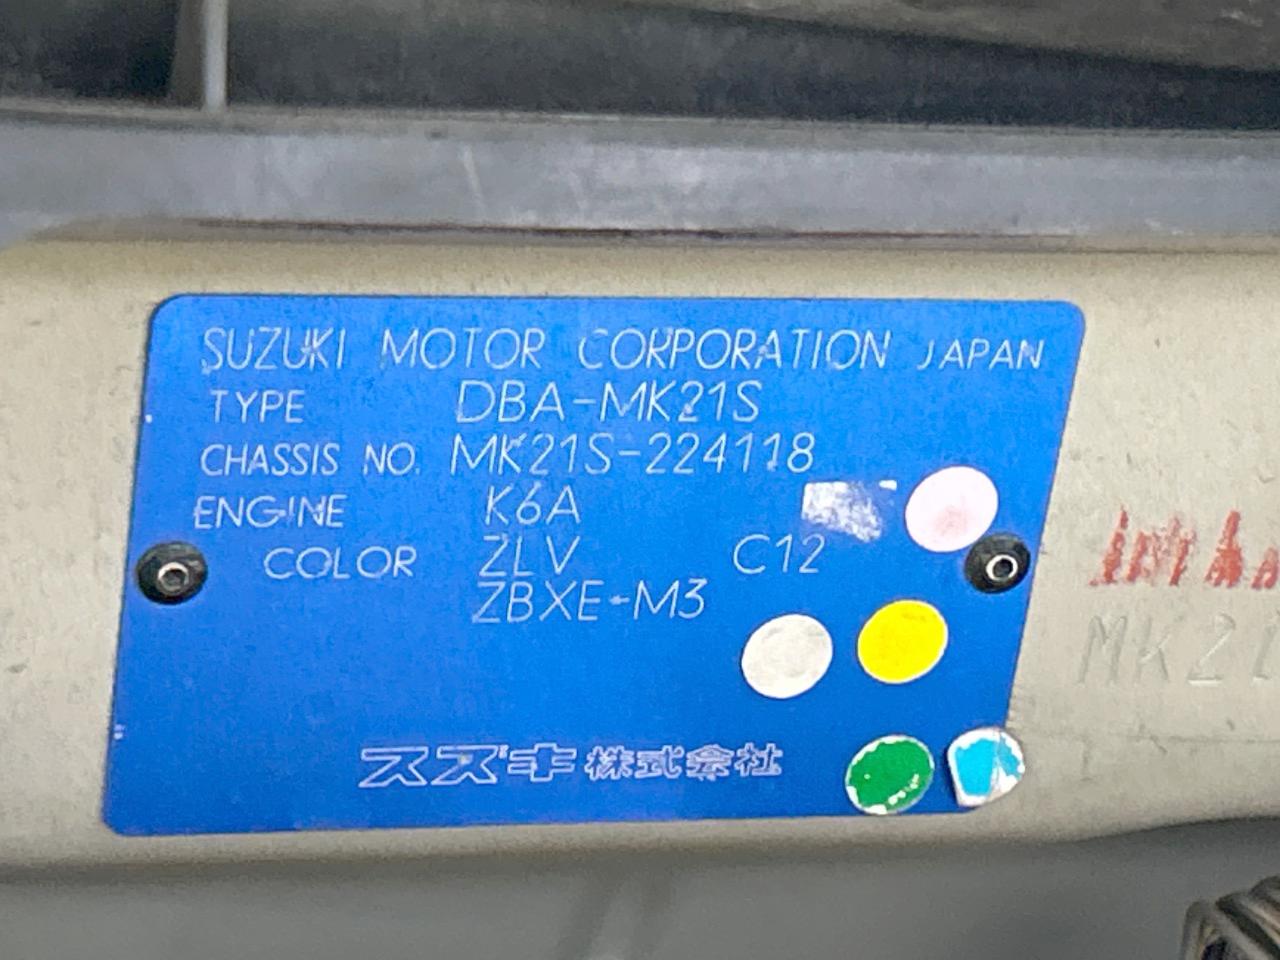 SUZUKI MOTOR CORPORATION JAPAN
TYPE DBA-MK21S
CHASSIS NO. MK21S-224118
ENGINE K6A
COLOR ZLV C12
ZBXE-M3
スズキ株式会社
MK2